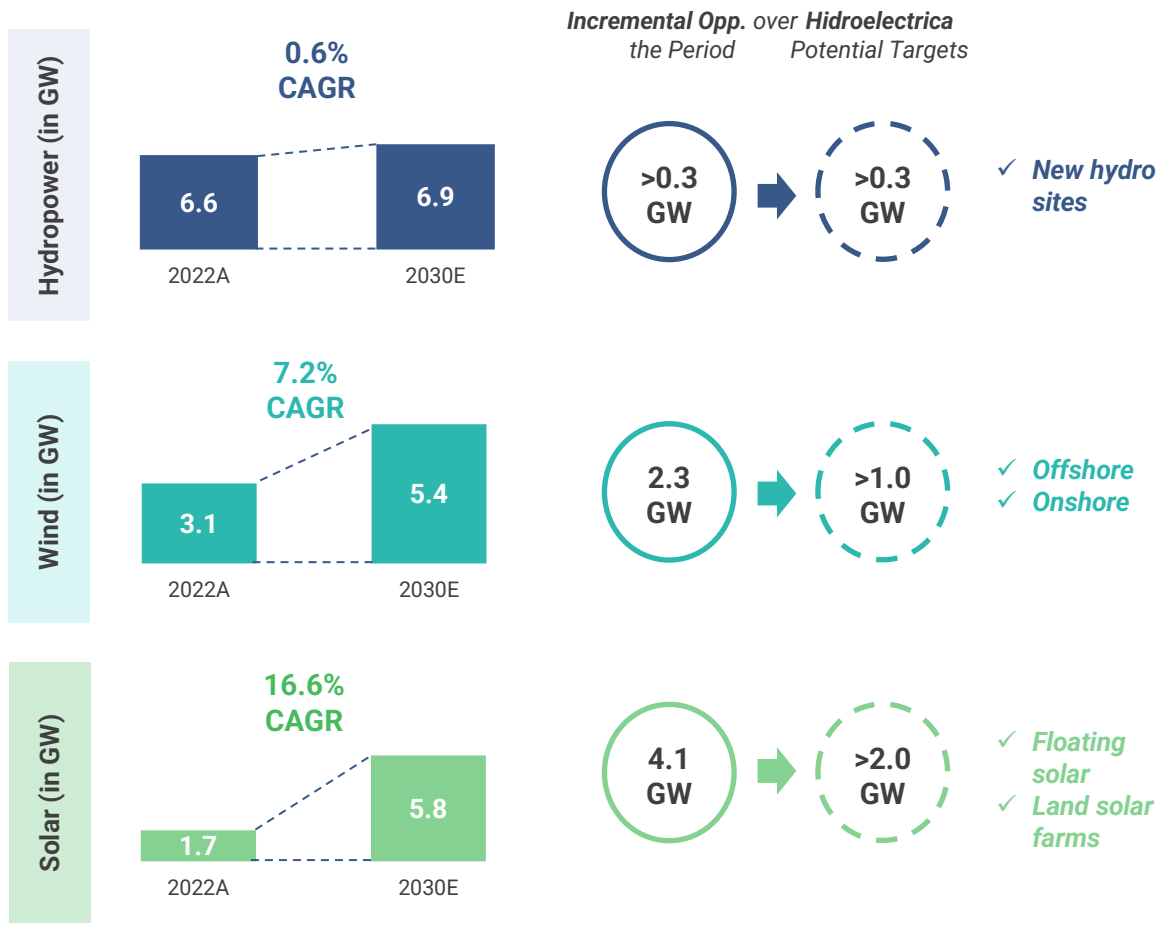 Incremental Opp. over Hidroelectrica
the Period Potential Targets
Hydropower (in GW)
0.6%
CAGR
6.6
6.9
2022A
2030E
>0.3
GW
>0.3
GW
✓ New hydro
sites
Wind (in GW)
7.2%
CAGR
3.1
5.4
2022A
2030E
2.3
GW
>1.0
GW
✓ Offshore
✓ Onshore
Solar (in GW)
16.6%
CAGR
1.7
5.8
2022A
2030E
4.1
GW
>2.0
GW
✓ Floating
solar
✓ Land solar
farms